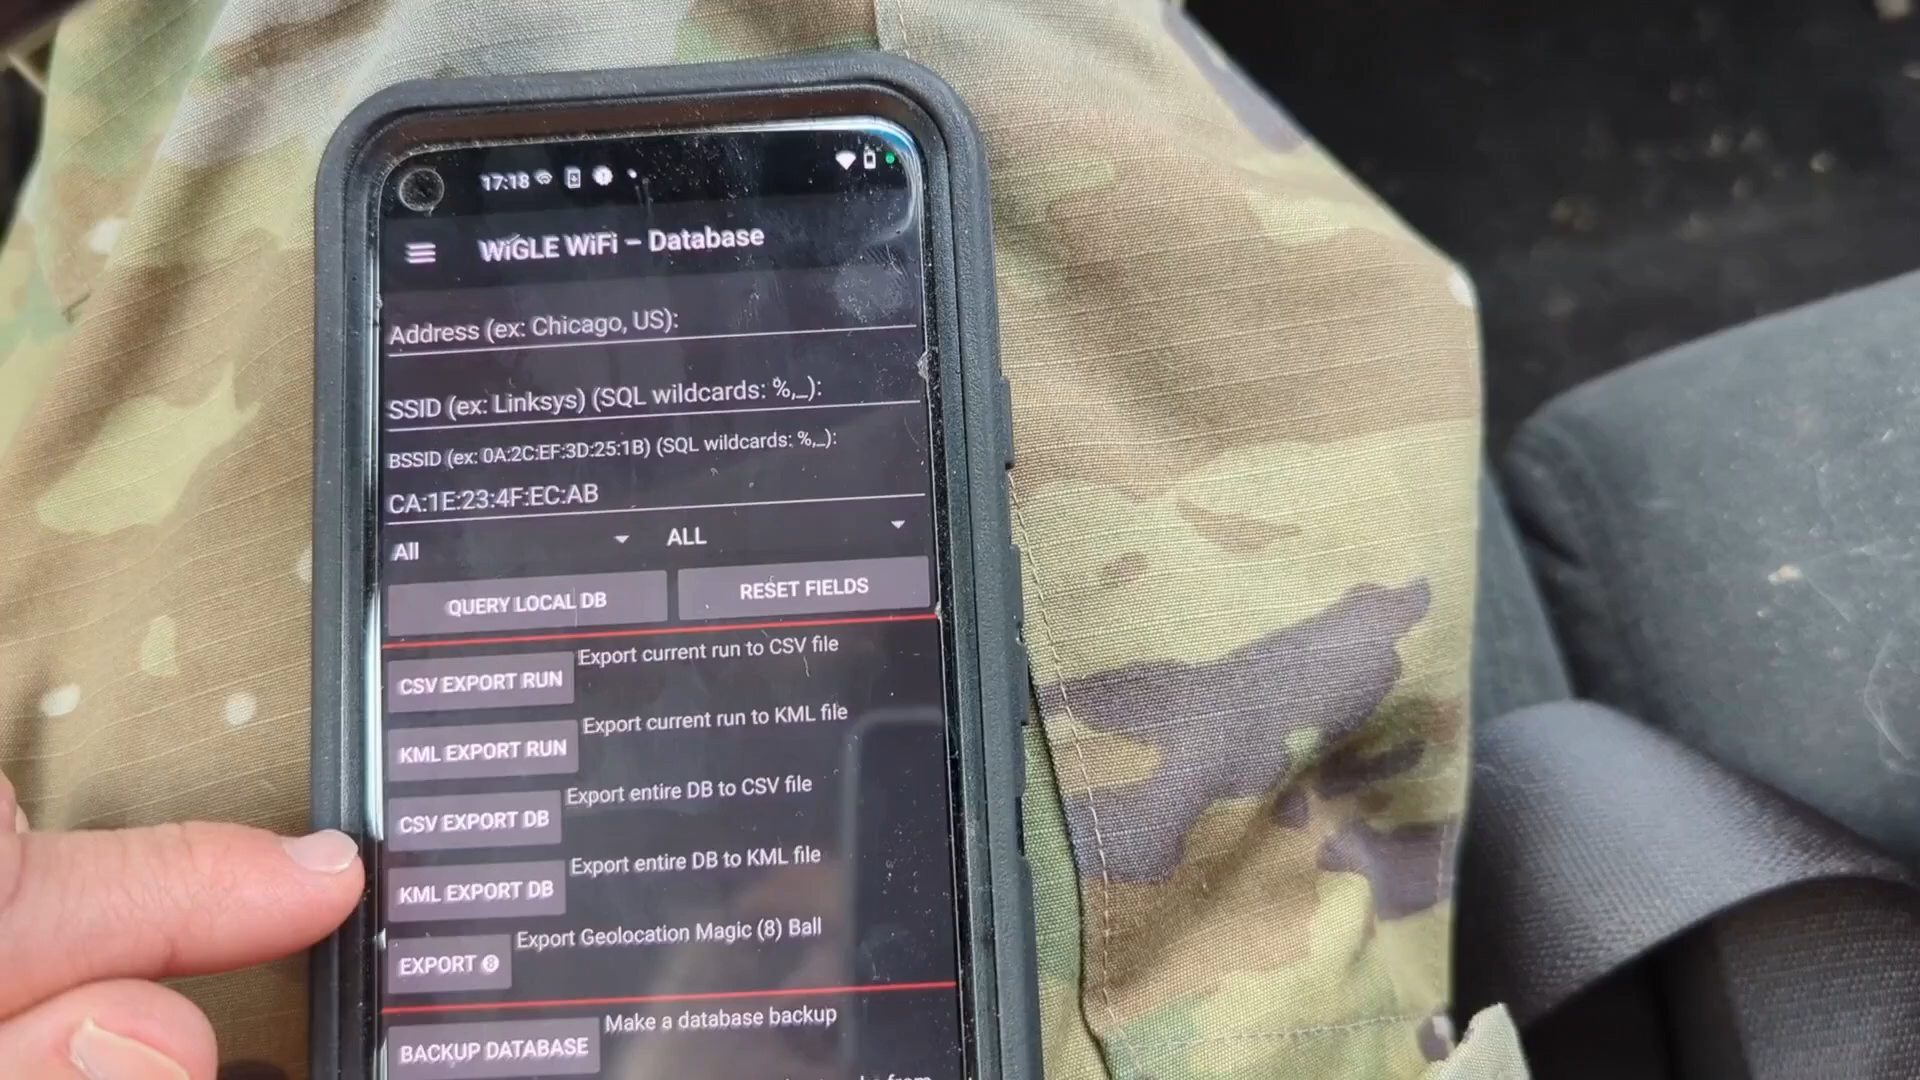 17:18
WiGLE WiFi – Database
Address (ex: Chicago, US):
SSID (ex: Linksys) (SQL wildcards: %,_):
BSSID (ex: 0A:2C:EF:3D:25:1B) (SQL wildcards: %,_):
CA:1E:23:4F:EC:AB
All ALL
QUERY LOCAL DB RESET FIELDS
CSV EXPORT RUN Export current run to CSV file
KML EXPORT RUN Export current run to KML file
CSV EXPORT DB Export entire DB to CSV file
KML EXPORT DB Export entire DB to KML file
EXPORT 8 Export Geolocation Magic (8) Ball
BACKUP DATABASE Make a database backup